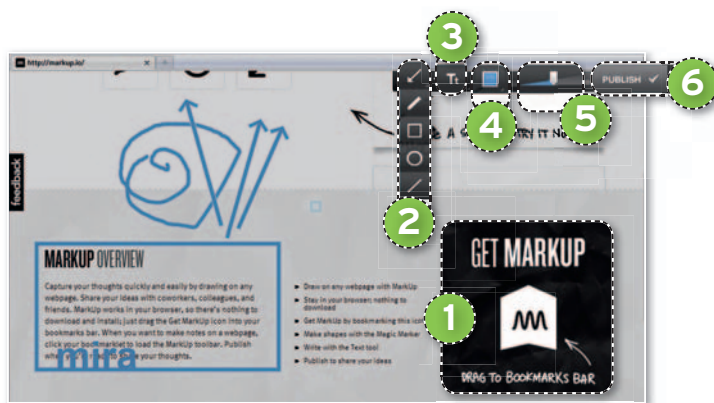 3
http://markup.io/
Tt
PUBLISH
6
4
5
feedback
2
MARKUP OVERVIEW
Capture your thoughts quickly and easily by drawing on any
webpage. Share your ideas with coworkers, colleagues, and
friends. MarkUp works in your browser, so there's nothing to
download and install; just drag the Get MarkUp icon into your
bookmarks bar. When you want to make notes on a webpage,
click your bookmarklet to load the MarkUp toolbar. Publish
when your thoughts.
mira
Draw on any webpage with MarkUp
Stay in your browser; nothing to
download
Get MarkUp by bookmarking this icon
Make shapes with the Magic Marker
Write with the Text tool
Publish to share your ideas
GET MARKUP
1
DRAG TO BOOKMARKS BAR